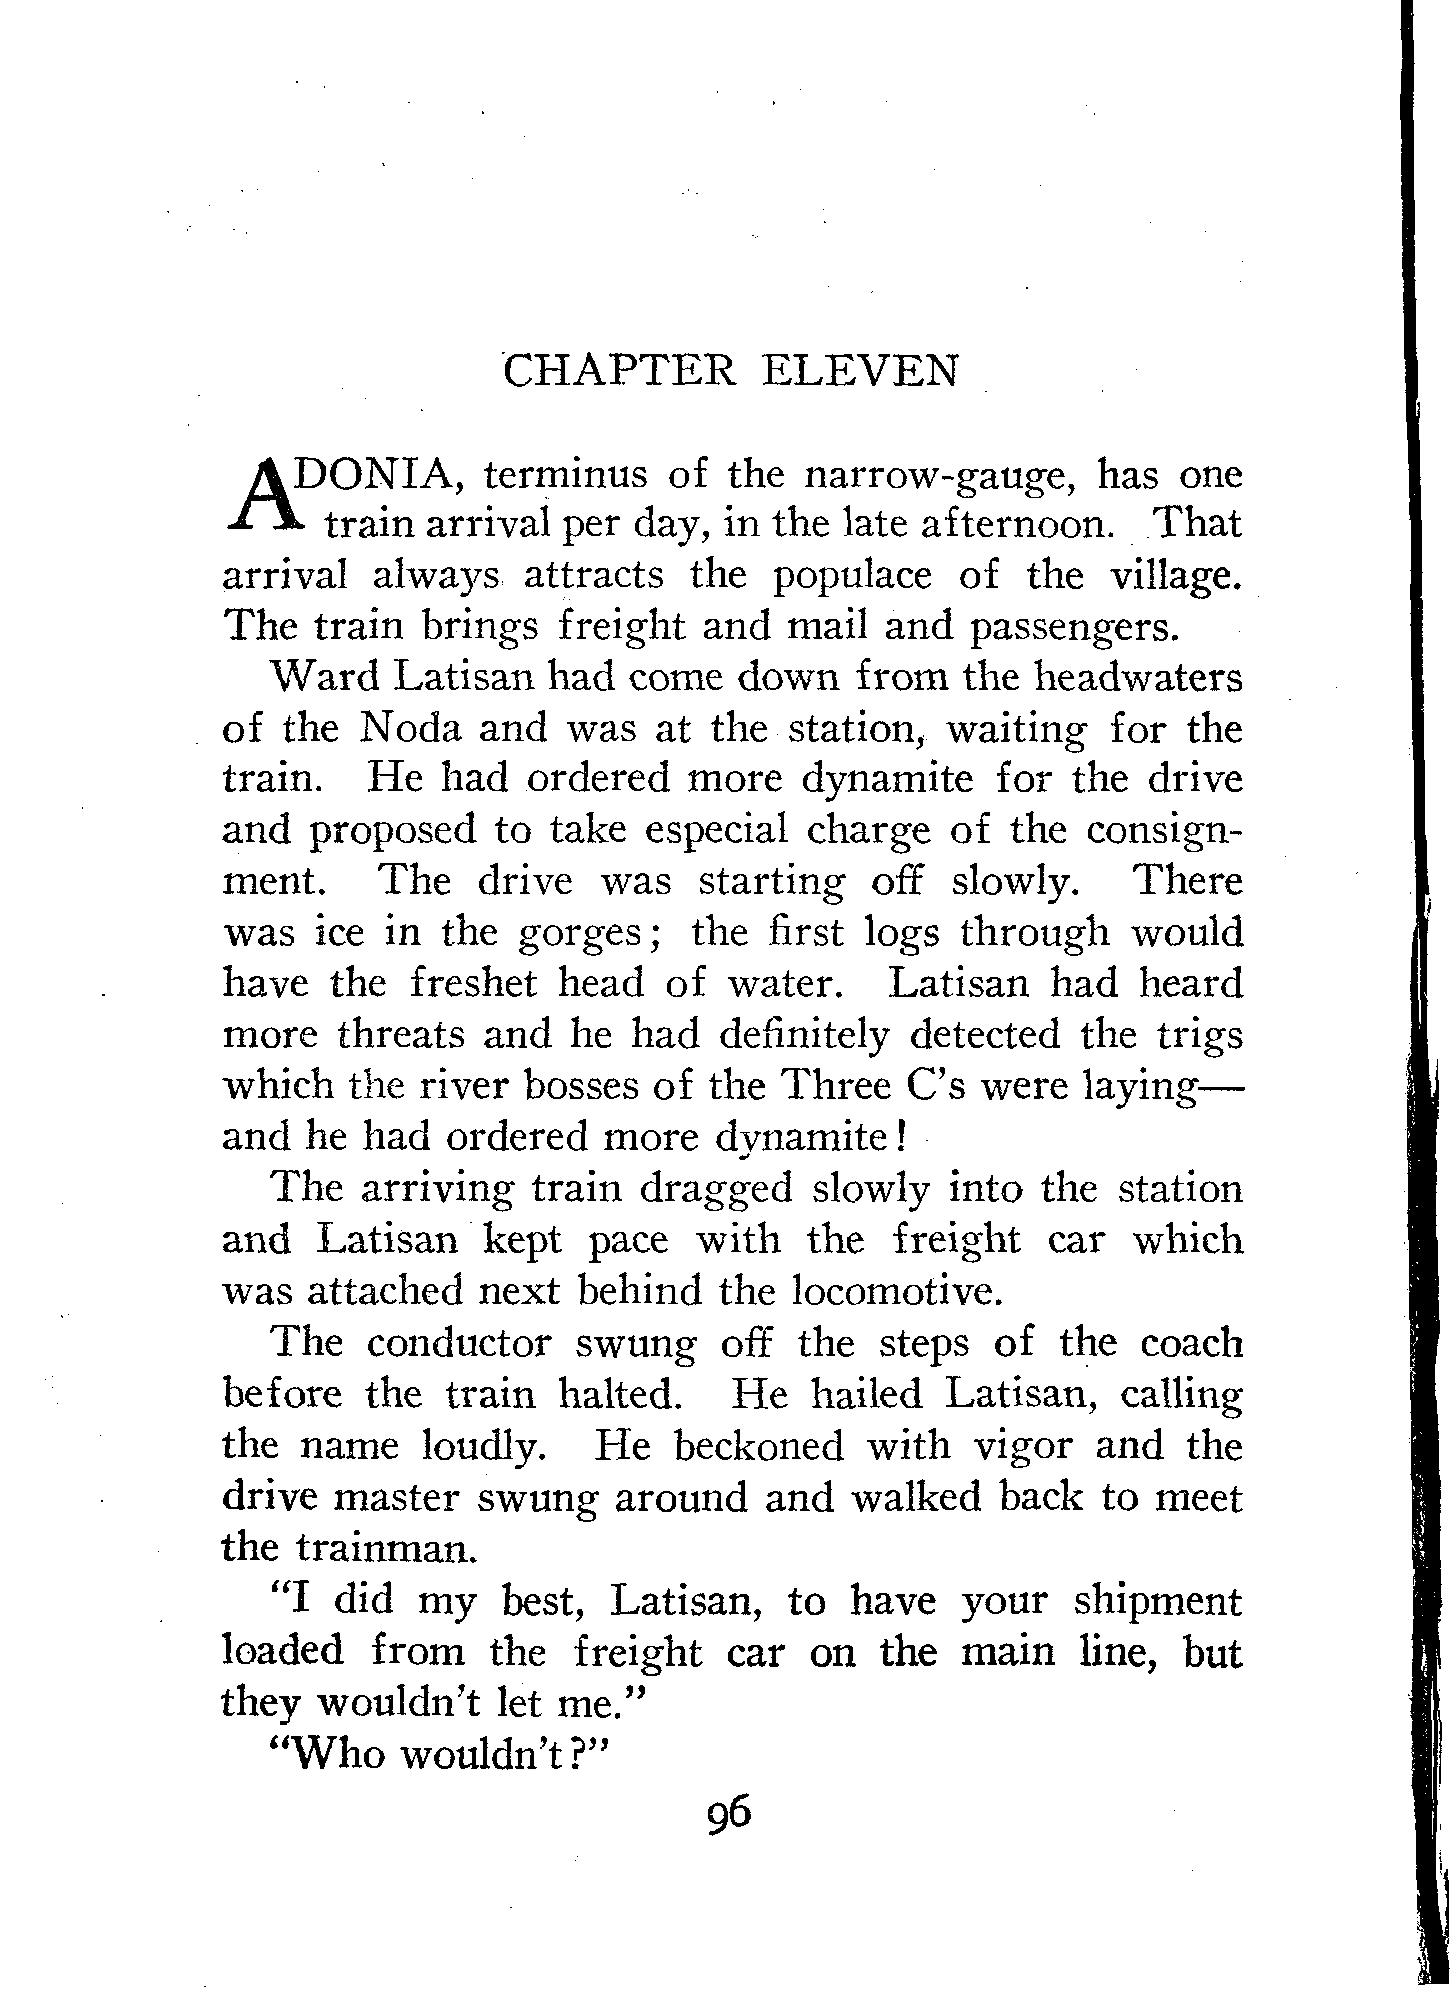 CHAPTER ELEVEN
ADONIA, terminus of the narrow-gauge, has one
train arrival per day, in the late afternoon. That
arrival always attracts the populace of the village.
The train brings freight and mail and passengers.
Ward Latisan had come down from the headwaters
of the Noda and was at the station, waiting for the
train. He had ordered more dynamite for the drive
and proposed to take especial charge of the consign-
ment. The drive was starting off slowly. There
was ice in the gorges; the first logs through would
have the freshet head of water. Latisan had heard
more threats and he had definitely detected the trigs
which the river bosses of the Three C's were laying—
and he had ordered more dynamite!
The arriving train dragged slowly into the station
and Latisan kept pace with the freight car which
was attached next behind the locomotive.
The conductor swung off the steps of the coach
before the train halted. He hailed Latisan, calling
the name loudly. He beckoned with vigor and the
drive master swung around and walked back to meet
the trainman.
"I did my best, Latisan, to have your shipment
loaded from the freight car on the main line, but
they wouldn't let me."
"Who wouldn't?"
96